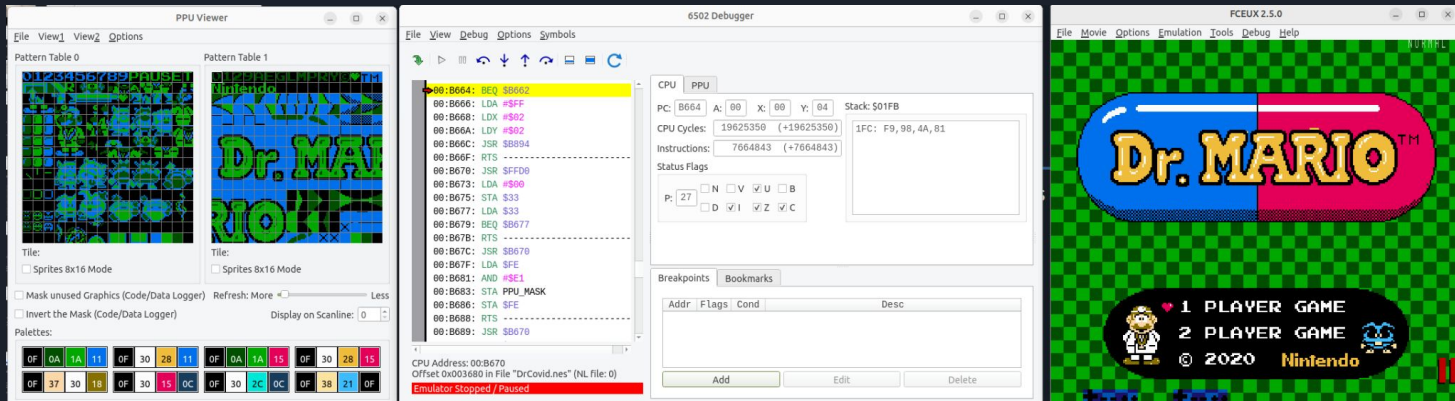 PPU Viewer
File View1 View2 Options
Pattern Table 0
Pattern Table 1
0123456789PAUSET
Nintendo
Dr. MAR
RIO
Tile:
Tile:
Sprites 8x16 Mode
Sprites 8x16 Mode
Mask unused Graphics (Code/Data Logger) Refresh: More Less
Invert the Mask (Code/Data Logger) Display on Scanline: 0
Palettes:
0F 0A 1A 11 0F 30 28 11 0F 0A 1A 15 0F 30 28 15
0F 37 30 18 0F 30 15 0C 0F 30 2C 0C 0F 38 21 0F
6502 Debugger
File View Debug Options Symbols
00:B664: BEQ $B662
00:B666: LDA #$FF
00:B668: LDX #$02
00:B66A: LDY #$02
00:B66C: JSR $B894
00:B66F: RTS --------------------
00:B670: JSR $FFD0
00:B673: LDA #$00
00:B675: STA $33
00:B677: LDA $33
00:B679: BEQ $B677
00:B67B: RTS --------------------
00:B67C: JSR $B670
00:B67F: LDA $FE
00:B681: AND #$E1
00:B683: STA PPU_MASK
00:B686: STA $FE
00:B688: RTS --------------------
00:B689: JSR $B670
CPU Address: 00:B670
Offset 0x003680 in File "DrCovid.nes" (NL file: 0)
Emulator Stopped / Paused
CPU PPU
PC: B664 A: 00 X: 00 Y: 04 Stack: $01FB
CPU Cycles: 19625350 (+19625350)
1FC: F9,98,4A,81
Instructions: 7664843 (+7664843)
Status Flags
P: 27
N V U B
D I Z C
Breakpoints Bookmarks
Addr Flags Cond Desc
Add Edit Delete
FCEUX 2.5.0
File Movie Options Emulation Tools Debug Help
NORMAL
Dr. MARIO TM
1 PLAYER GAME
2 PLAYER GAME
© 2020 Nintendo